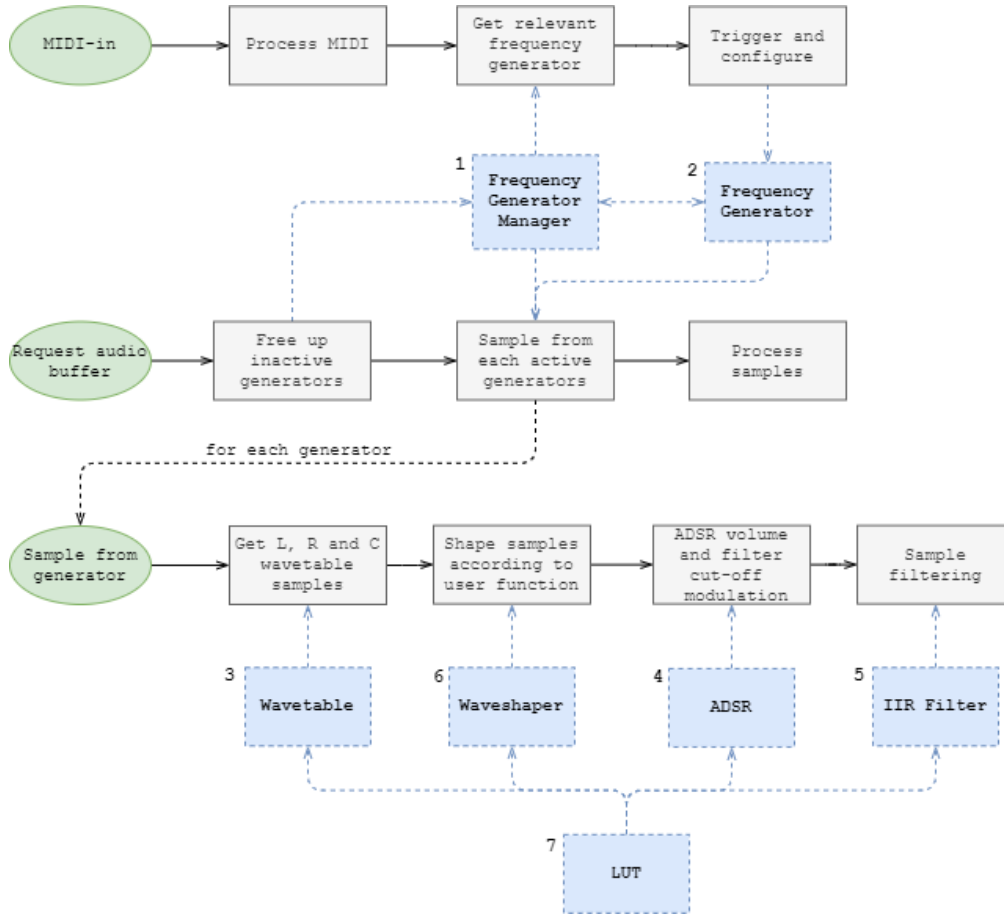 MIDI-in
Process MIDI
Get relevant
frequency
generator
Trigger and
configure
1
Frequency
Generator
Manager
2
Frequency
Generator
Request audio
buffer
Free up
inactive
generators
Sample from
each active
generators
Process
samples
for each generator
Sample from
generator
Get L, R and C
wavetable
samples
Shape samples
according to
user function
ADSR volume
and filter
cut-off
modulation
Sample
filtering
3
Wavetable
6
Waveshaper
4
ADSR
5
IIR Filter
7
LUT